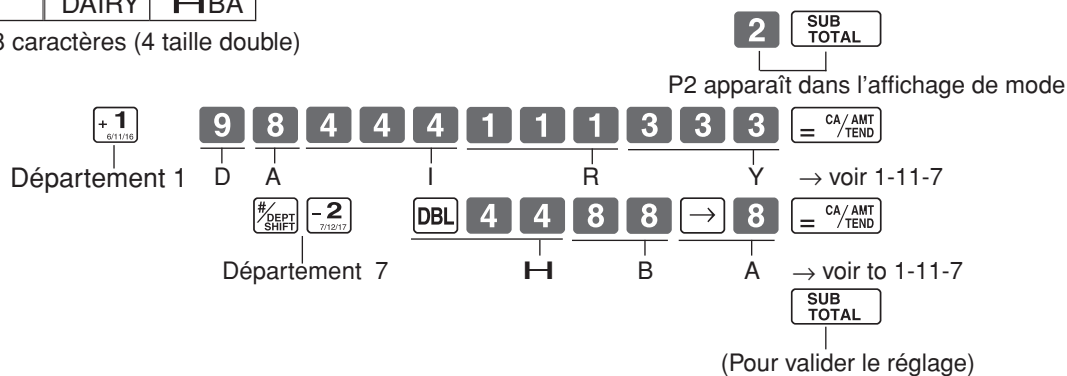 DAIRY HBA
8 caractères (4 taille double)
2 SUB TOTAL
P2 apparaît dans l'affichage de mode
+ 1 6/11/16 9 8 4 4 4 1 1 1 3 3 3 = CA/AMT TEND
Département 1 D A I R Y → voir 1-11-7
#/DEPT SHIFT - 2 7/12/17 DBL 4 4 8 8 → 8 = CA/AMT TEND
Département 7 H B A → voir to 1-11-7
SUB TOTAL
(Pour valider le réglage)